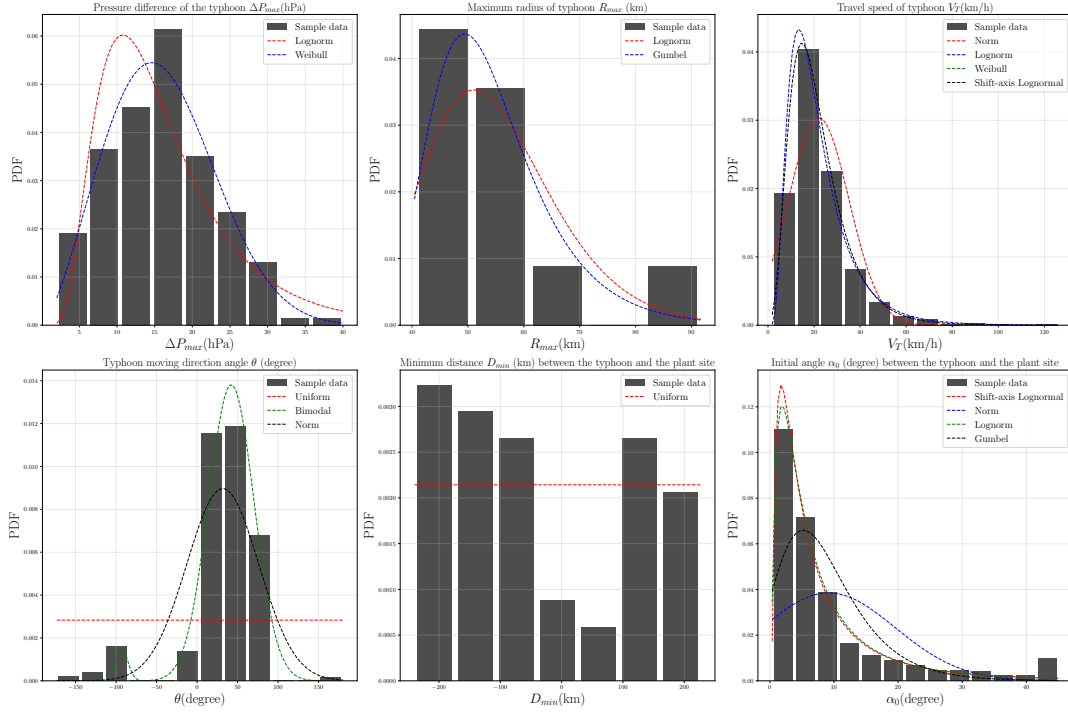 Pressure difference of the typhoon ΔP_max(hPa)
0.06
0.05
0.04
0.03
0.02
0.01
0.00
PDF
Sample data
Lognorm
Weibull
5 10 15 20 25 30 35 40
ΔP_max(hPa)
Maximum radius of typhoon R_max (km)
0.04
0.03
0.02
0.01
0.00
PDF
Sample data
Lognorm
Gumbel
40 50 60 70 80 90
R_max(km)
Travel speed of typhoon V_T(km/h)
0.04
0.03
0.02
0.01
0.00
PDF
Sample data
Norm
Lognorm
Weibull
Shift-axis Lognormal
0 20 40 60 80 100 120
V_T(km/h)
Typhoon moving direction angle θ (degree)
0.014
0.012
0.010
0.008
0.006
0.004
0.002
0.000
PDF
Sample data
Uniform
Bimodal
Norm
−150 −100 −50 0 50 100 150
θ(degree)
Minimum distance D_min (km) between the typhoon and the plant site
0.0030
0.0025
0.0020
0.0015
0.0010
0.0005
0.0000
PDF
Sample data
Uniform
−200 −100 0 100 200
D_min(km)
Initial angle α₀ (degree) between the typhoon and the plant site
0.12
0.10
0.08
0.06
0.04
0.02
0.00
PDF
Sample data
Shift-axis Lognormal
Norm
Lognorm
Gumbel
0 10 20 30 40
α₀(degree)